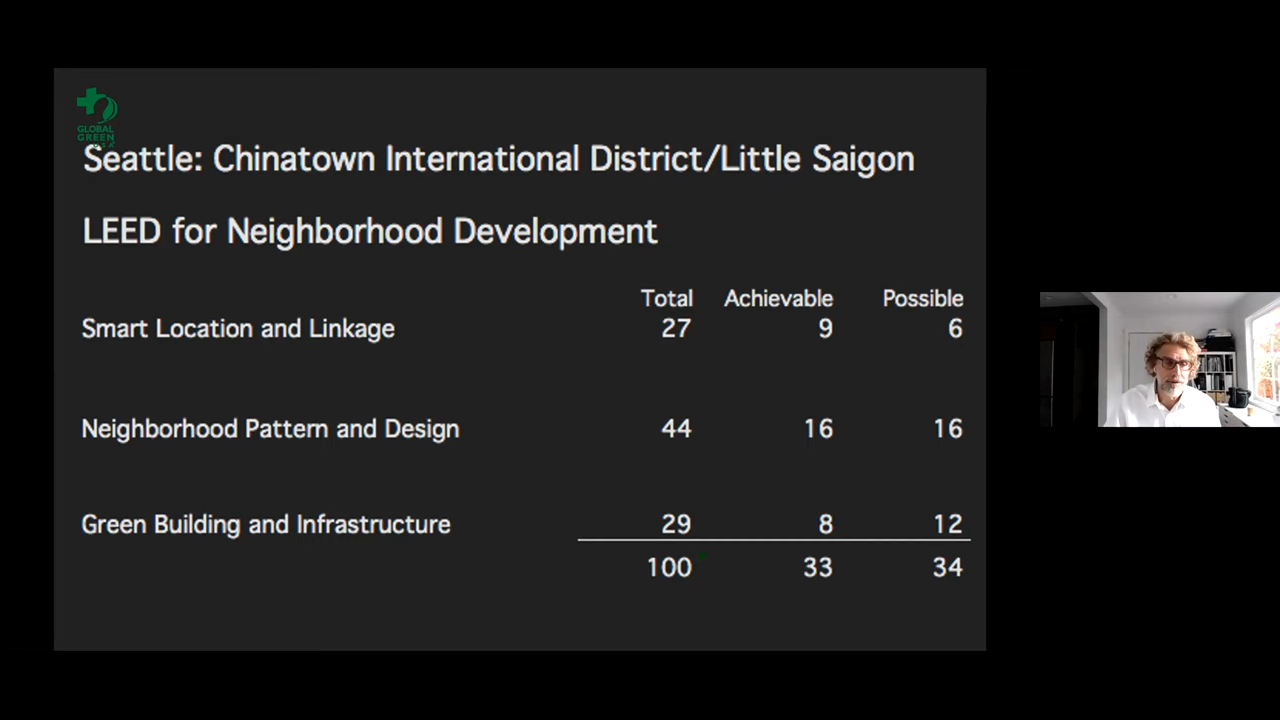 GLOBAL
GREEN
Seattle: Chinatown International District/Little Saigon
LEED for Neighborhood Development
Total Achievable Possible
Smart Location and Linkage 27 9 6
Neighborhood Pattern and Design 44 16 16
Green Building and Infrastructure 29 8 12
100 33 34